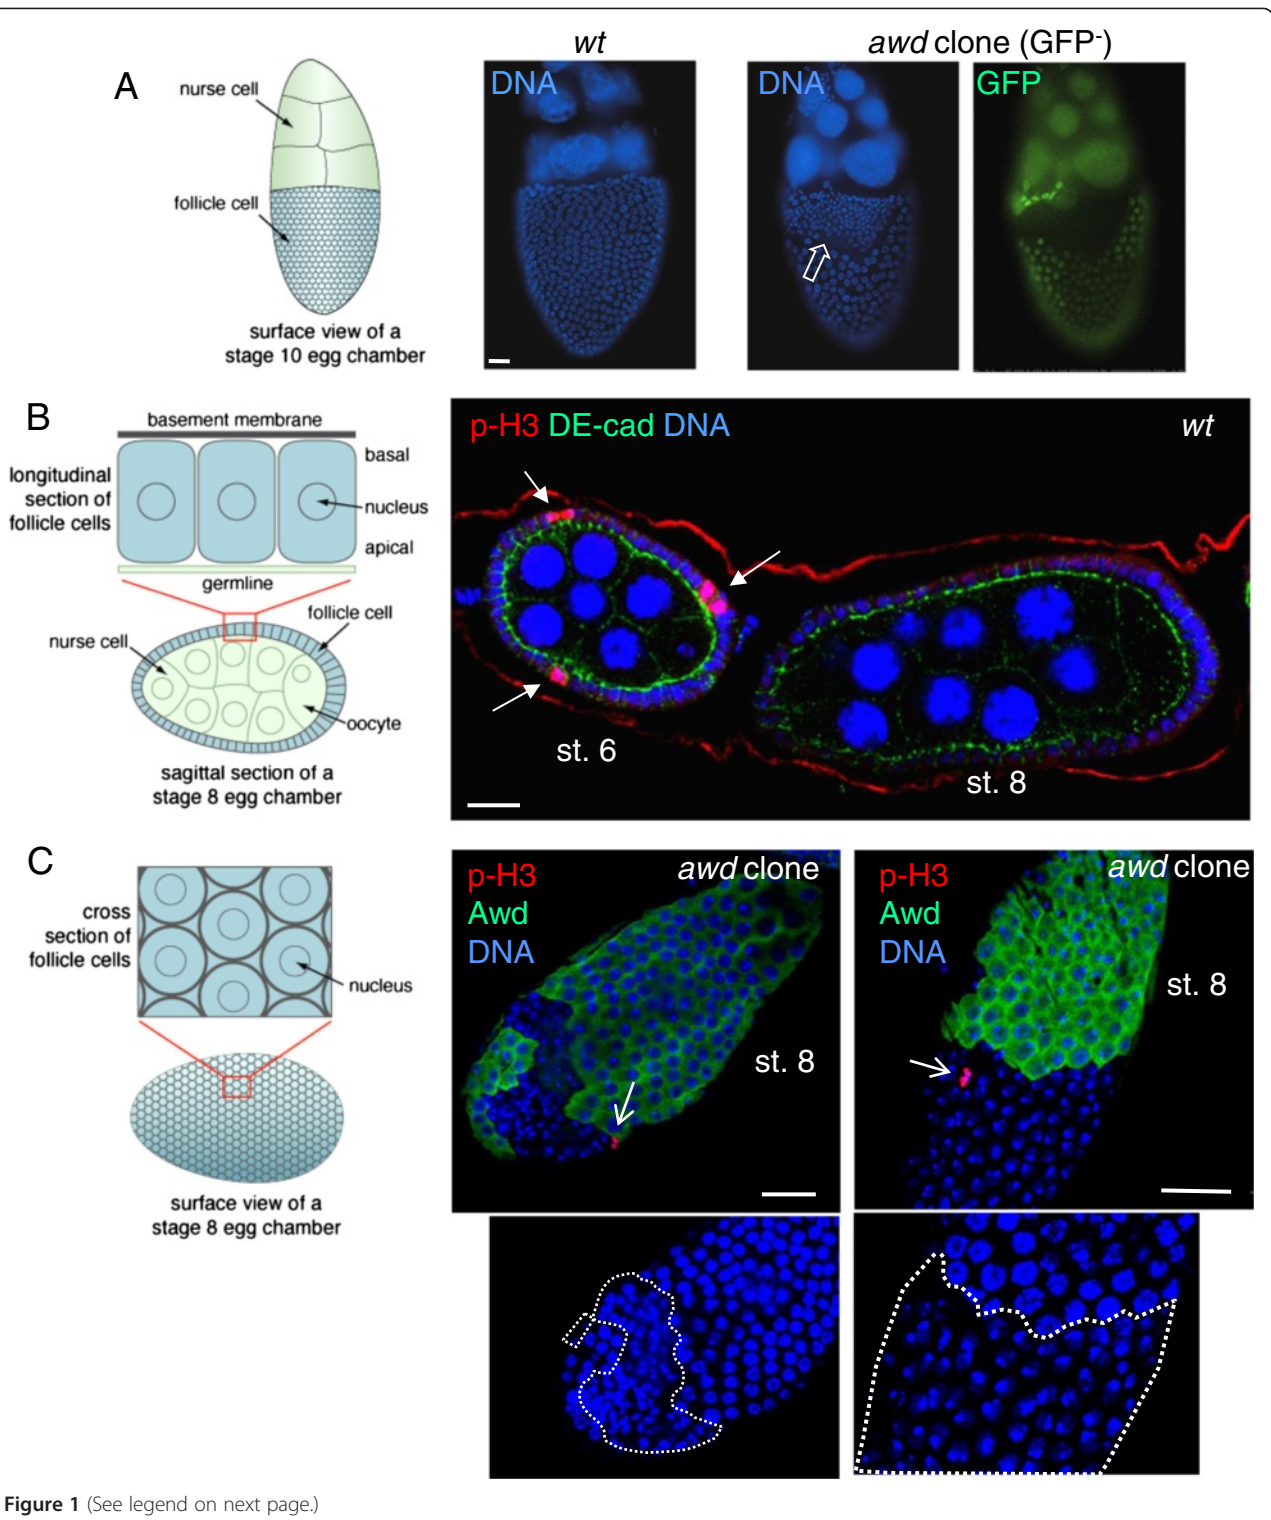 A
nurse cell
follicle cell
surface view of a
stage 10 egg chamber
wt
DNA
awd clone (GFP-)
DNA
GFP
B
basement membrane
longitudinal
section of
follicle cells
basal
nucleus
apical
germline
follicle cell
nurse cell
oocyte
sagittal section of a
stage 8 egg chamber
p-H3 DE-cad DNA
wt
st. 6
st. 8
C
cross
section of
follicle cells
nucleus
surface view of a
stage 8 egg chamber
p-H3
Awd
DNA
awd clone
st. 8
p-H3
Awd
DNA
awd clone
st. 8
Figure 1 (See legend on next page.)